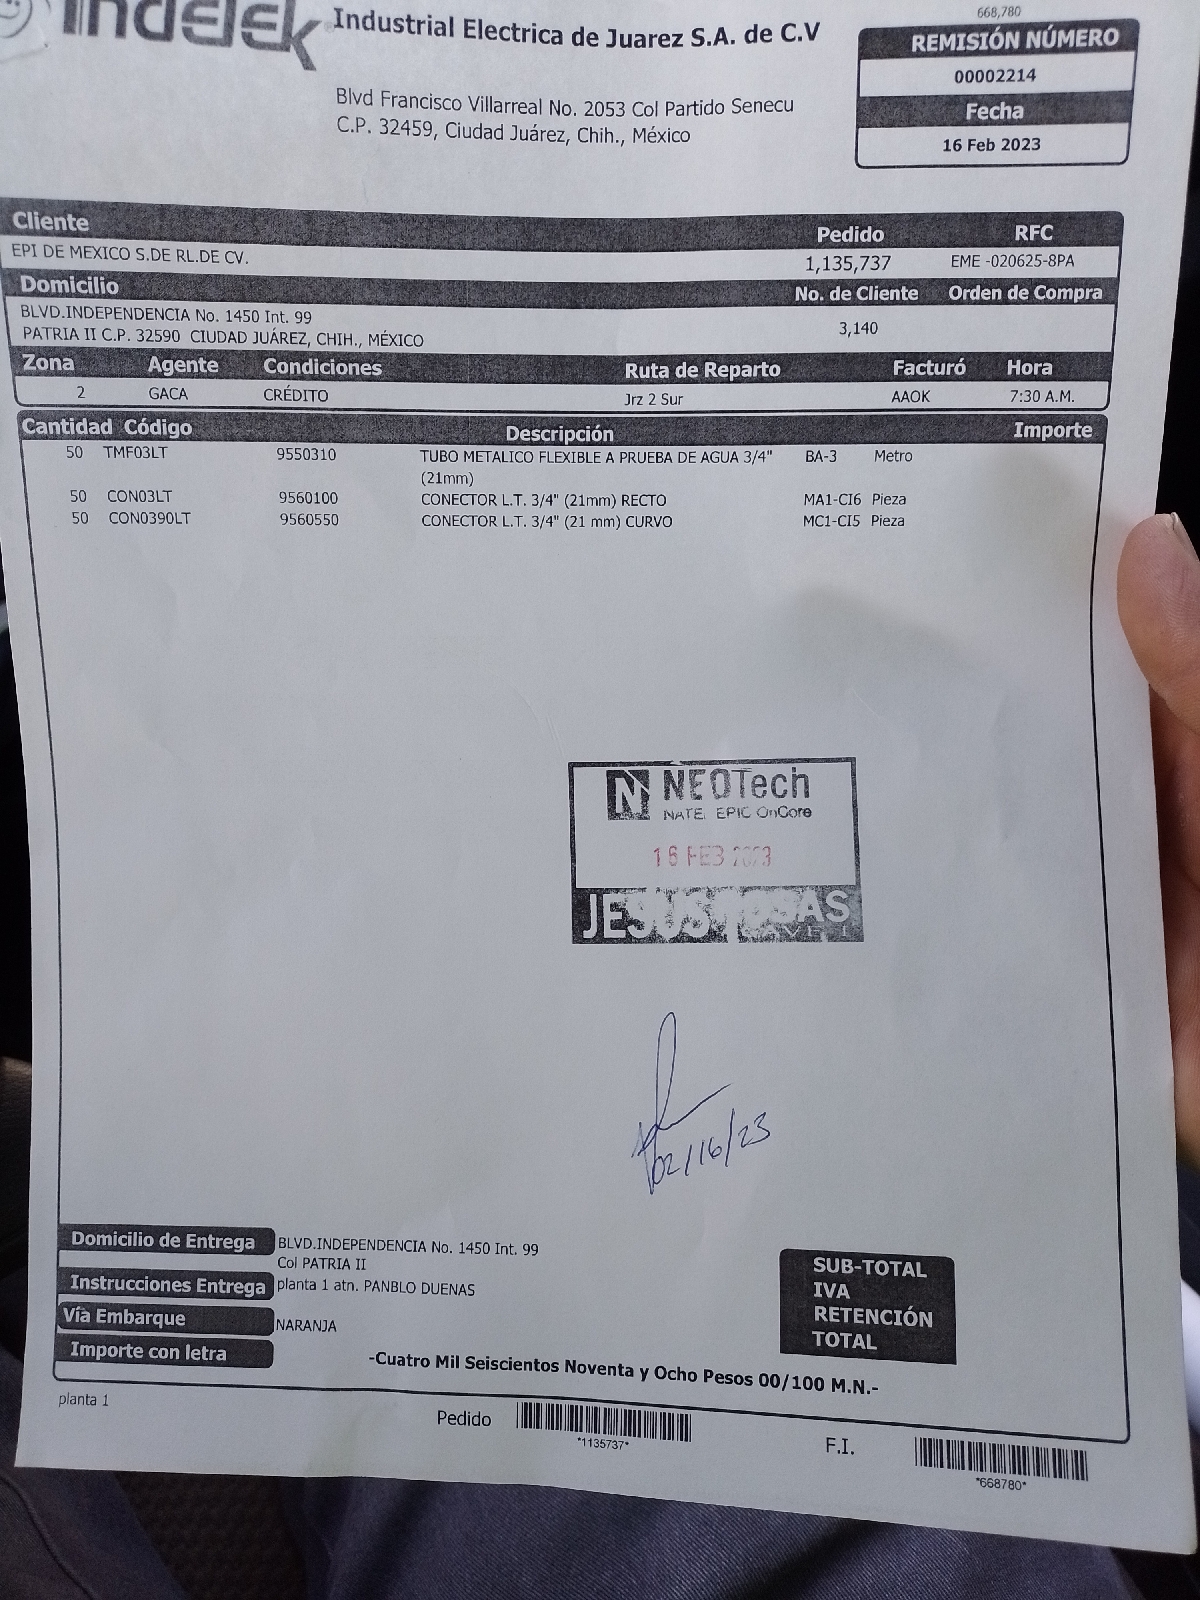 Indelek
Industrial Electrica de Juarez S.A. de C.V
Blvd Francisco Villarreal No. 2053 Col Partido Senecu
C.P. 32459, Ciudad Juárez, Chih., México
668,780
REMISIÓN NÚMERO
00002214
Fecha
16 Feb 2023
Cliente Pedido RFC
EPI DE MEXICO S.DE RL.DE CV. 1,135,737 EME -020625-8PA
Domicilio No. de Cliente Orden de Compra
BLVD.INDEPENDENCIA No. 1450 Int. 99
PATRIA II C.P. 32590 CIUDAD JUÁREZ, CHIH., MÉXICO 3,140
Zona Agente Condiciones Ruta de Reparto Facturó Hora
2 GACA CRÉDITO Jrz 2 Sur AAOK 7:30 A.M.
Cantidad Código Descripción Importe
50 TMF03LT 9550310 TUBO METALICO FLEXIBLE A PRUEBA DE AGUA 3/4" BA-3 Metro
(21mm)
50 CON03LT 9560100 CONECTOR L.T. 3/4" (21mm) RECTO MA1-CI6 Pieza
50 CON0390LT 9560550 CONECTOR L.T. 3/4" (21 mm) CURVO MC1-CI5 Pieza
N NEOTech
NATEL EPIC OnCore
16 FEB 2023
JESUS
02/16/23
Domicilio de Entrega BLVD.INDEPENDENCIA No. 1450 Int. 99
Col PATRIA II
Instrucciones Entrega planta 1 atn. PANBLO DUENAS
Vía Embarque NARANJA
Importe con letra -Cuatro Mil Seiscientos Noventa y Ocho Pesos 00/100 M.N.-
SUB-TOTAL
IVA
RETENCIÓN
TOTAL
planta 1
Pedido
*1135737*
F.I.
*668780*